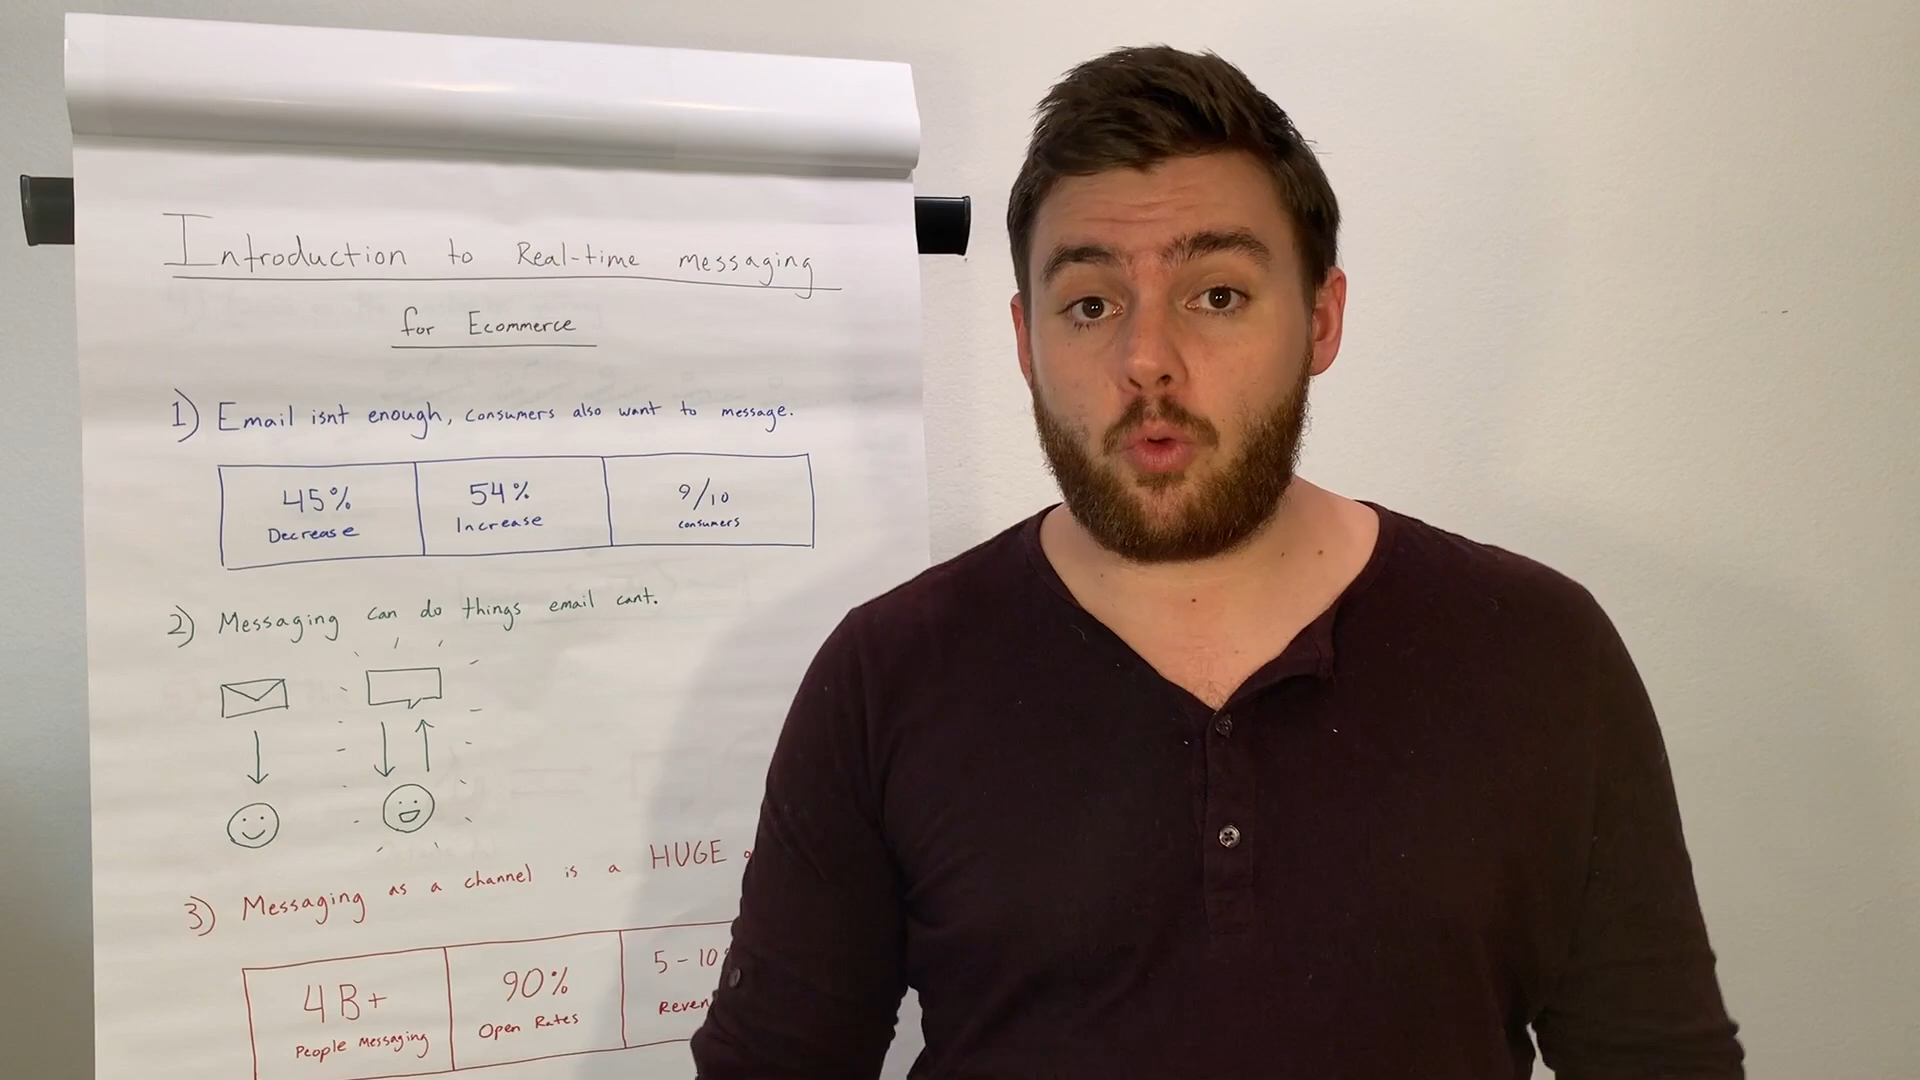 Introduction to Real-time messaging
for Ecommerce
1) Email isnt enough, consumers also want to message.
45% 54% 9/10
Decrease Increase consumers
2) Messaging can do things email cant.
3) Messaging as a channel is a HUGE
4B+ 90% 5-10
People Messaging Open Rates